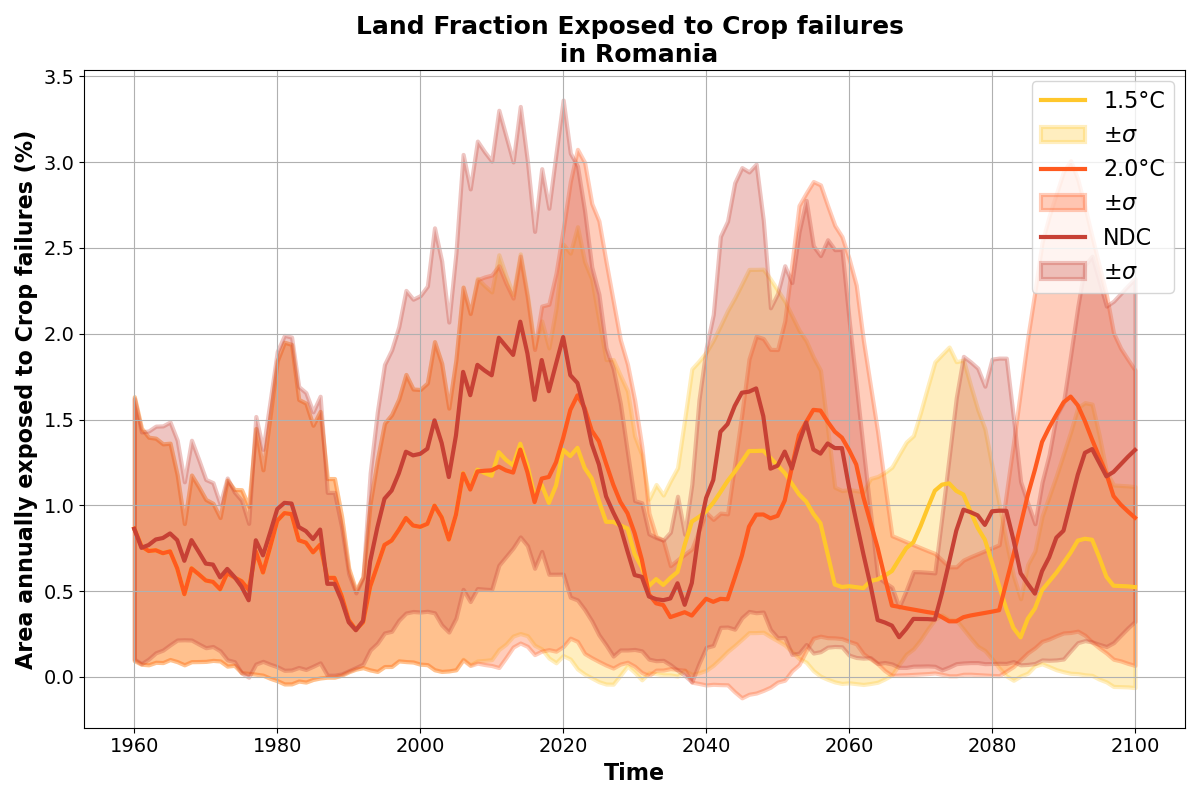 Land Fraction Exposed to Crop failures
in Romania
Area annually exposed to Crop failures (%)
3.5
3.0
2.5
2.0
1.5
1.0
0.5
0.0
1.5°C
±σ
2.0°C
±σ
NDC
±σ
1960 1980 2000 2020 2040 2060 2080 2100
Time